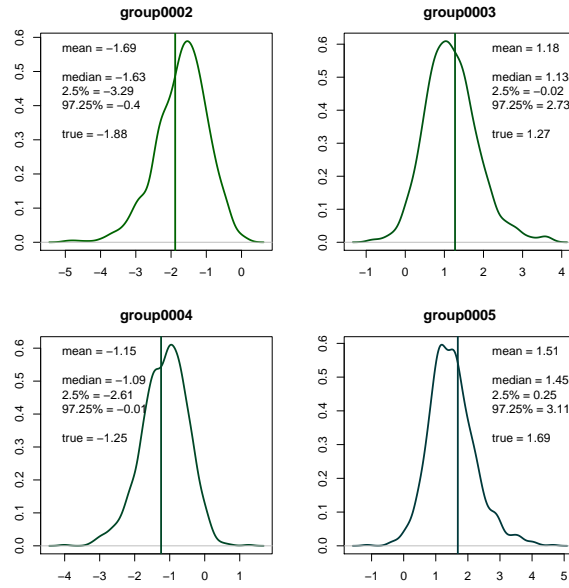 group0002
mean = −1.69
median = −1.63
2.5% = −3.29
97.25% = −0.4
true = −1.88
0.0 0.1 0.2 0.3 0.4 0.5 0.6
−5 −4 −3 −2 −1 0
group0003
mean = 1.18
median = 1.13
2.5% = −0.02
97.25% = 2.73
true = 1.27
0.0 0.1 0.2 0.3 0.4 0.5 0.6
−1 0 1 2 3 4
group0004
mean = −1.15
median = −1.09
2.5% = −2.61
97.25% = −0.01
true = −1.25
0.0 0.1 0.2 0.3 0.4 0.5 0.6
−4 −3 −2 −1 0 1
group0005
mean = 1.51
median = 1.45
2.5% = 0.25
97.25% = 3.11
true = 1.69
0.0 0.1 0.2 0.3 0.4 0.5 0.6
−1 0 1 2 3 4 5